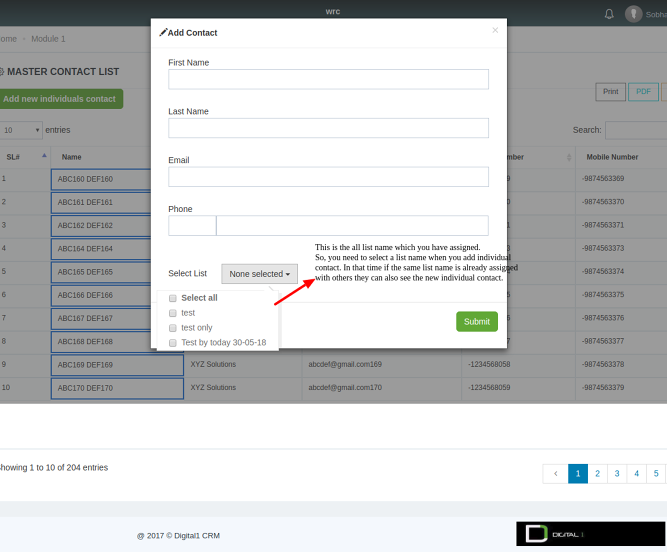 wrc
Sobha
ome • Module 1
Add Contact ×
MASTER CONTACT LIST
First Name
Add new individuals contact
Print PDF
10 entries
Search:
Last Name
SL# Name mber Mobile Number
Email
1 ABC160 DEF160 9 -9874563369
2 ABC161 DEF161 0 -9874563370
Phone
3 ABC162 DEF162 1 -9874563371
4 ABC164 DEF164 3 -9874563373
This is the all list name which you have assigned.
So, you need to select a list name when you add individual
contact. In that time if the same list name is already assigned
with others they can also see the new individual contact.
Select List None selected
5 ABC165 DEF165 -9874563374
6 ABC166 DEF166 5 -9874563375
7 ABC167 DEF167 6 -9874563376
8 ABC168 DEF168 7 -9874563377
Select all
test
test only
Test by today 30-05-18
Submit
9 ABC169 DEF169 XYZ Solutions abcdef@gmail.com169 -1234568058 -9874563378
10 ABC170 DEF170 XYZ Solutions abcdef@gmail.com170 -1234568059 -9874563379
howing 1 to 10 of 204 entries
‹ 1 2 3 4 5
@ 2017 © Digital1 CRM
DIGITAL 1